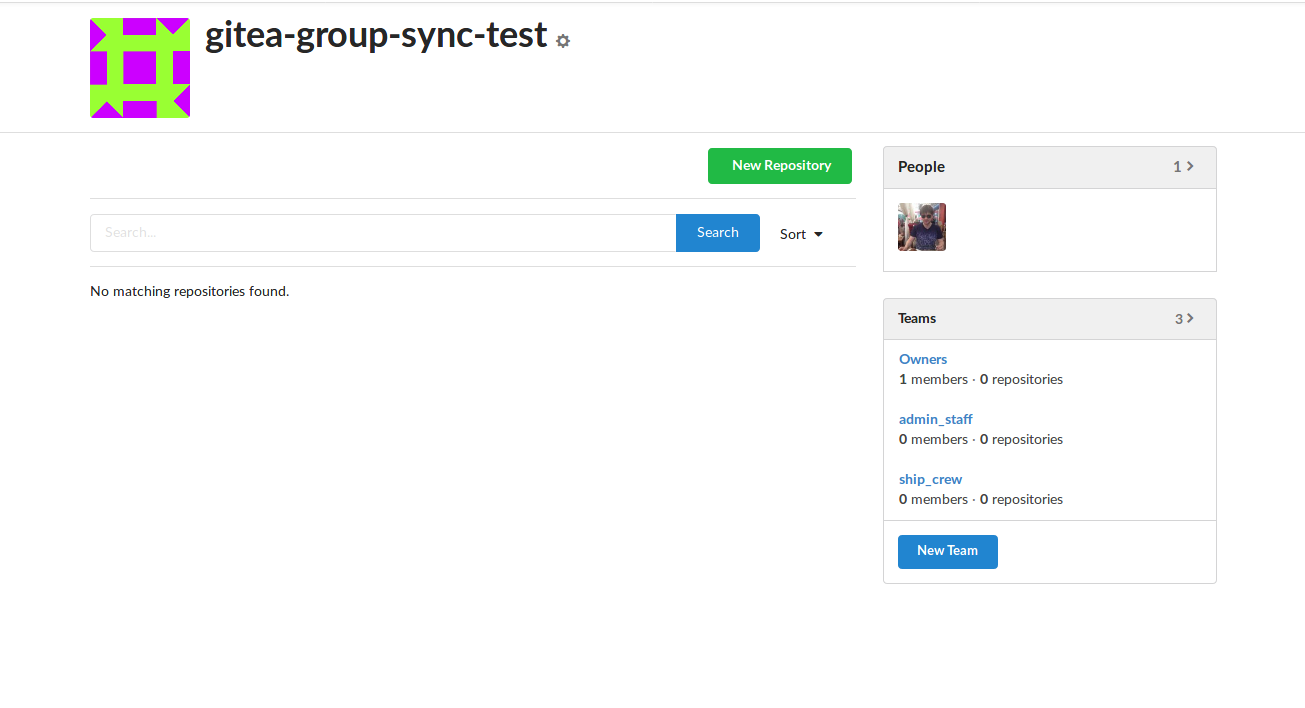 gitea-group-sync-test
New Repository
Search...
Search
Sort
No matching repositories found.
People
1
Teams
3
Owners
1 members · 0 repositories
admin_staff
0 members · 0 repositories
ship_crew
0 members · 0 repositories
New Team